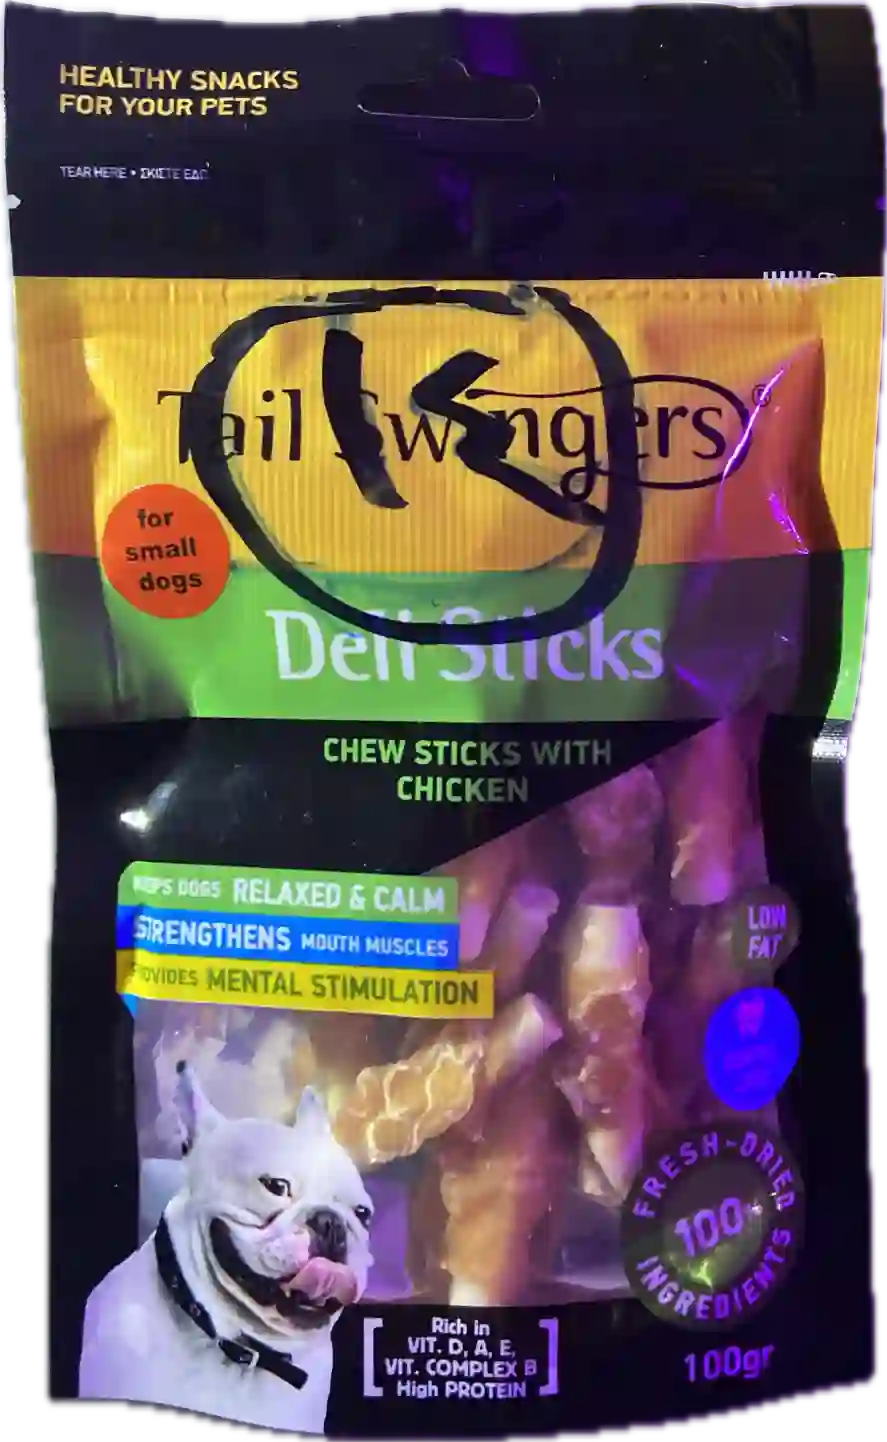 HEALTHY SNACKS
FOR YOUR PETS
TEAR HERE • ΣΚΙΣΤΕ ΕΔΩ
K
Tail Swingers®
for
small
dogs
Deli Sticks
CHEW STICKS WITH
CHICKEN
KEEPS DOGS RELAXED & CALM
STRENGTHENS MOUTH MUSCLES
PROVIDES MENTAL STIMULATION
LOW
FAT
FRESH-DRIED
100
INGREDIENTS
Rich in
VIT. D, A, E,
VIT. COMPLEX B
High PROTEIN
100gr